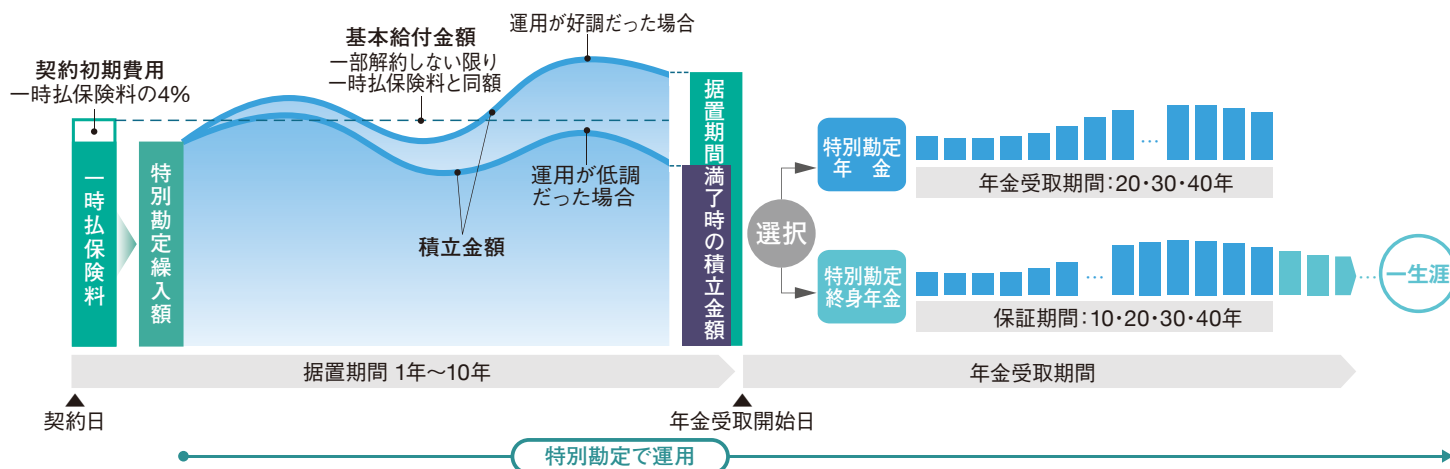 契約初期費用
一時払保険料の4%
一時払保険料
特別勘定繰入額
基本給付金額
一部解約しない限り
一時払保険料と同額
運用が好調だった場合
運用が低調
だった場合
積立金額
据置期間満了時の積立金額
選択
特別勘定
年　金
…
年金受取期間:20・30・40年
特別勘定
終身年金
…
…
一生涯
保証期間:10・20・30・40年
据置期間 1年〜10年
年金受取期間
▲
契約日
▲
年金受取開始日
特別勘定で運用